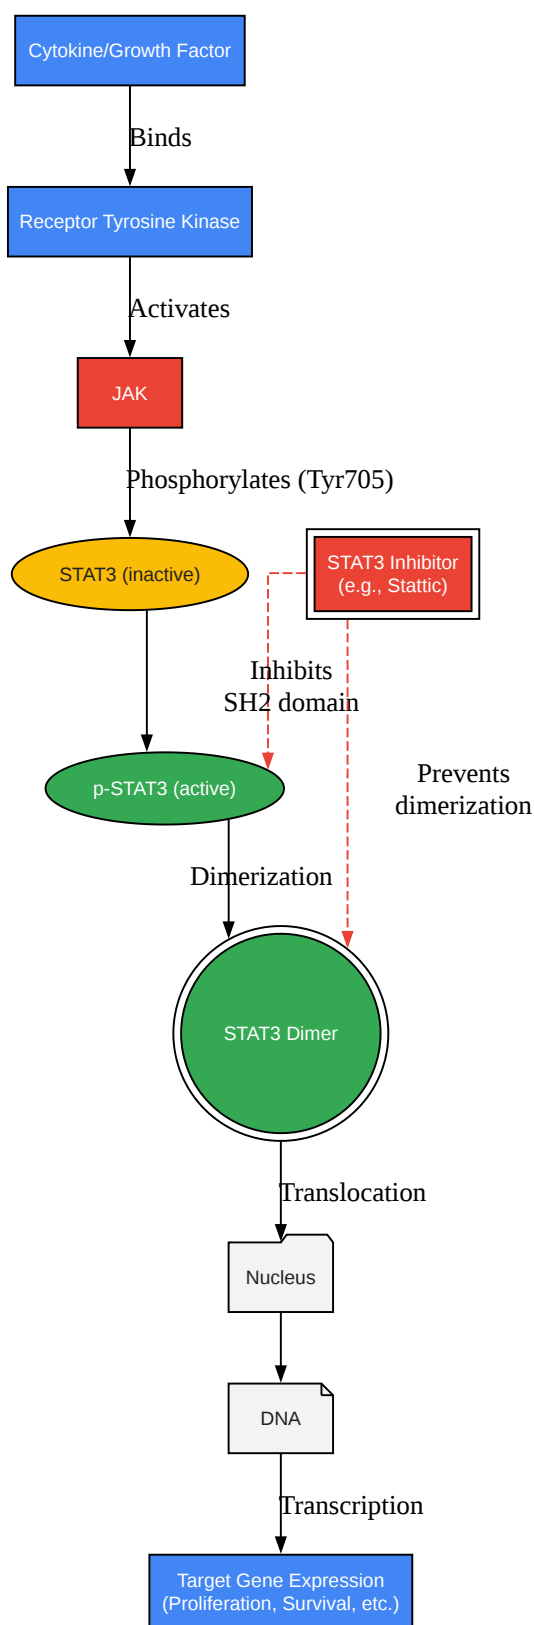 Cytokine/Growth Factor
Binds
Receptor Tyrosine Kinase
Activates
JAK
Phosphorylates (Tyr705)
STAT3 (inactive)
STAT3 Inhibitor
(e.g., Stattic)
Inhibits
SH2 domain
p-STAT3 (active)
Prevents
dimerization
Dimerization
STAT3 Dimer
Translocation
Nucleus
DNA
Transcription
Target Gene Expression
(Proliferation, Survival, etc.)